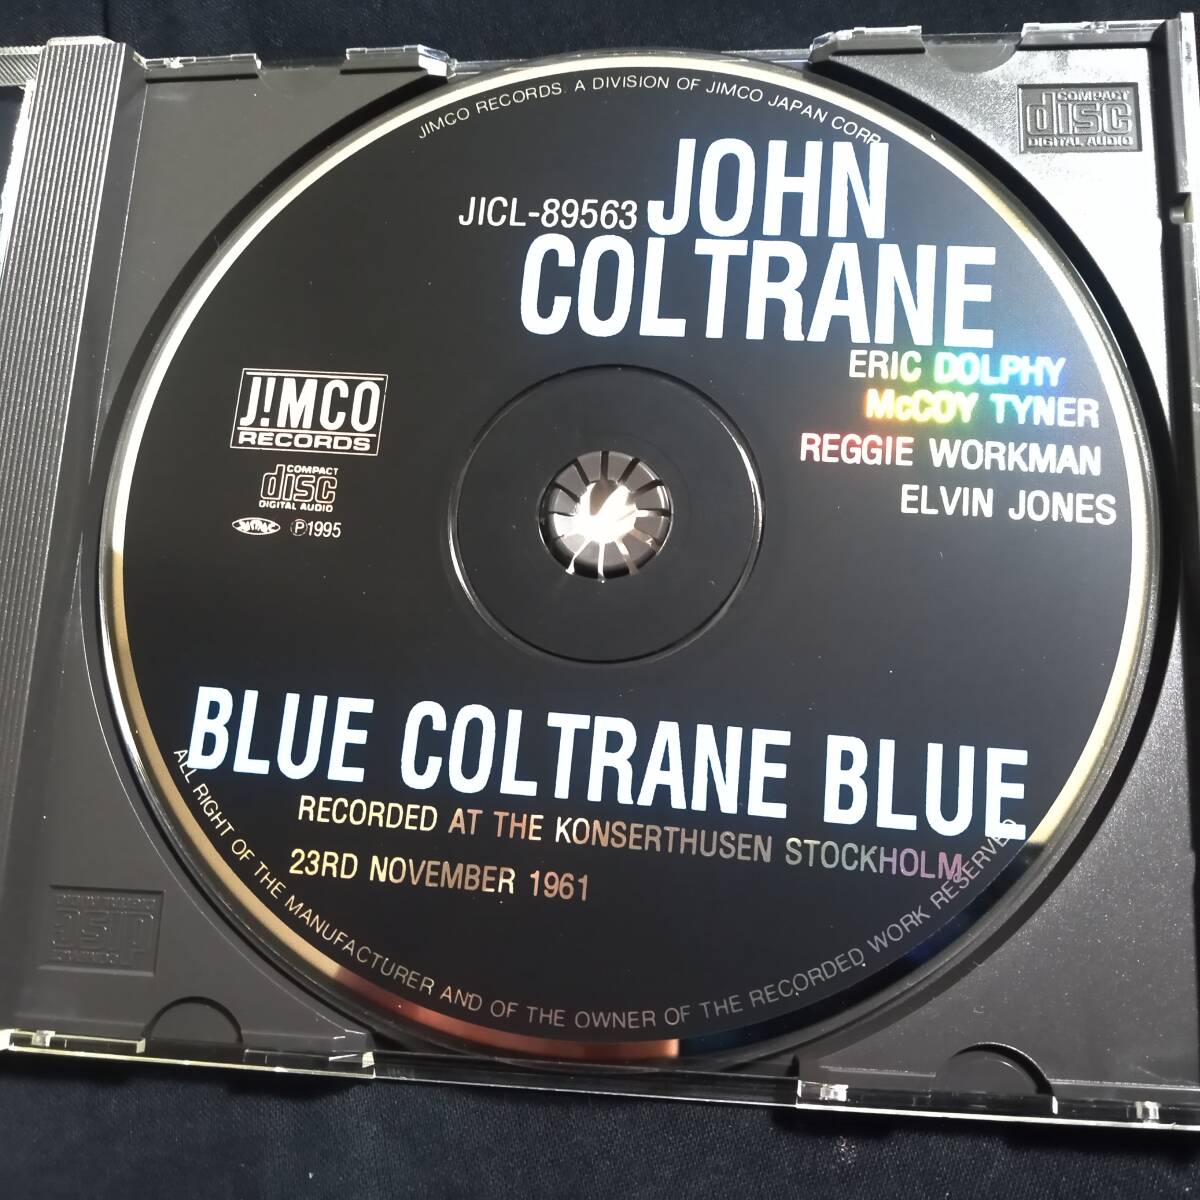 JIMCO RECORDS. A DIVISION OF JIMCO JAPAN CORP.
COMPACT
disc
DIGITAL AUDIO
JICL-89563
JOHN
COLTRANE
ERIC DOLPHY
McCOY TYNER
REGGIE WORKMAN
ELVIN JONES
J!MCO
RECORDS
COMPACT
disc
DIGITAL AUDIO
Ⓟ1995
BLUE COLTRANE BLUE
RECORDED AT THE KONSERTHUSEN STOCKHOLM
23RD NOVEMBER 1961
ALL RIGHT OF THE MANUFACTURER AND OF THE OWNER OF THE RECORDED WORK RESERVED